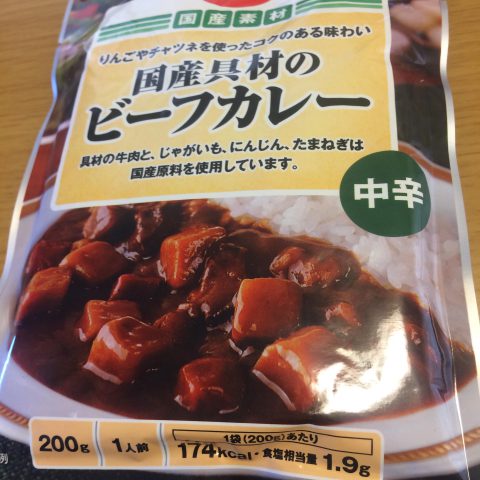 国産素材
りんごやチャツネを使ったコクのある味わい
国産具材の
ビーフカレー
具材の牛肉と、じゃがいも、にんじん、たまねぎは
国産原料を使用しています。
中辛
200g
1人前
1袋(200g)あたり
174kcal・食塩相当量 1.9g
例